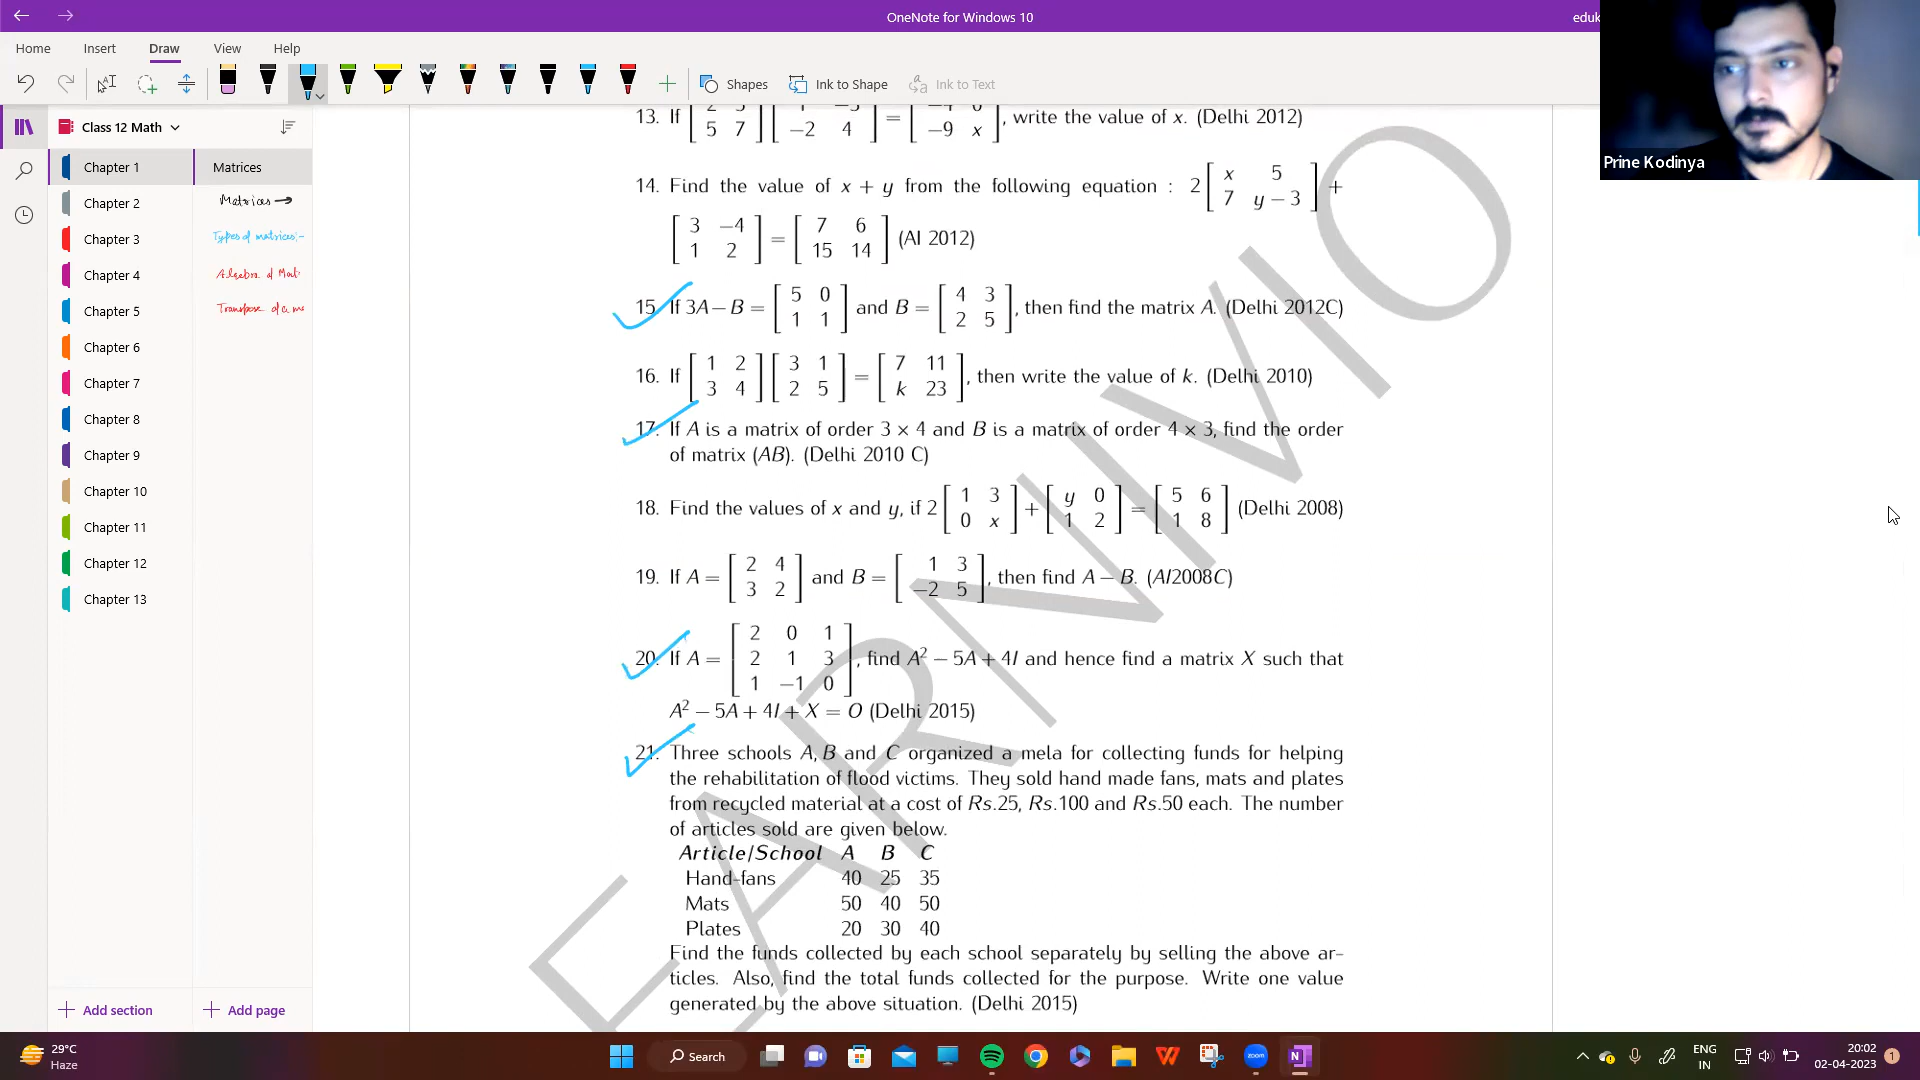 OneNote for Windows 10
Home Insert Draw View Help
Shapes Ink to Shape Ink to Text
Class 12 Math
Chapter 1
Chapter 2
Chapter 3
Chapter 4
Chapter 5
Chapter 6
Chapter 7
Chapter 8
Chapter 9
Chapter 10
Chapter 11
Chapter 12
Chapter 13
Add section
Matrices
Matrices →
Types of matrices:-
Algebra of Mat
Transpose of a
Add page
Prine Kodinya
5 7 -2 4 -9 x
13. If [ ] [ ] = [ ], write the value of x. (Delhi 2012)
14. Find the value of x + y from the following equation : 2 [x 5; 7 y − 3] +
[3 −4; 1 2] = [7 6; 15 14] (AI 2012)
15. If 3A − B = [5 0; 1 1] and B = [4 3; 2 5], then find the matrix A. (Delhi 2012C)
16. If [1 2; 3 4] [3 1; 2 5] = [7 11; k 23], then write the value of k. (Delhi 2010)
17. If A is a matrix of order 3 × 4 and B is a matrix of order 4 × 3, find the order
of matrix (AB). (Delhi 2010 C)
18. Find the values of x and y, if 2 [1 3; 0 x] + [y 0; 1 2] = [5 6; 1 8] (Delhi 2008)
19. If A = [2 4; 3 2] and B = [1 3; −2 5], then find A − B. (AI2008C)
20. If A = [2 0 1; 2 1 3; 1 −1 0], find A² − 5A + 4I and hence find a matrix X such that
A² − 5A + 4I + X = O (Delhi 2015)
21. Three schools A, B and C organized a mela for collecting funds for helping
the rehabilitation of flood victims. They sold hand made fans, mats and plates
from recycled material at a cost of Rs.25, Rs.100 and Rs.50 each. The number
of articles sold are given below.
Article/School A B C
Hand-fans 40 25 35
Mats 50 40 50
Plates 20 30 40
Find the funds collected by each school separately by selling the above ar-
ticles. Also, find the total funds collected for the purpose. Write one value
generated by the above situation. (Delhi 2015)
29°C
Haze
Search
zoom
ENG
IN
20:02
02-04-2023
1